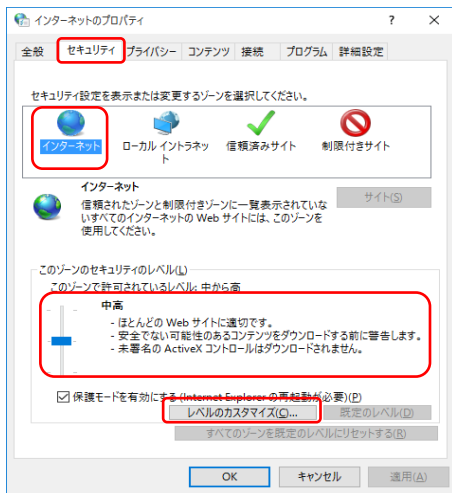 インターネットのプロパティ
全般 セキュリティ プライバシー コンテンツ 接続 プログラム 詳細設定
セキュリティ設定を表示または変更するゾーンを選択してください。
インターネット ローカル イントラネッ 信頼済みサイト 制限付きサイト
ト
インターネット
サイト(S)
信頼されたゾーンと制限付きゾーンに一覧表示されていな
いすべてのインターネットの Web サイトには、このゾーンを
使用してください。
このゾーンのセキュリティのレベル(L)
このゾーンで許可されているレベル: 中から高
中高
- ほとんどの Web サイトに適切です。
- 安全でない可能性のあるコンテンツをダウンロードする前に警告します。
- 未署名の ActiveX コントロールはダウンロードされません。
保護モードを有効にする (Internet Explorer の再起動が必要)(P)
レベルのカスタマイズ(C)... 既定のレベル(D)
すべてのゾーンを既定のレベルにリセットする(R)
OK キャンセル 適用(A)